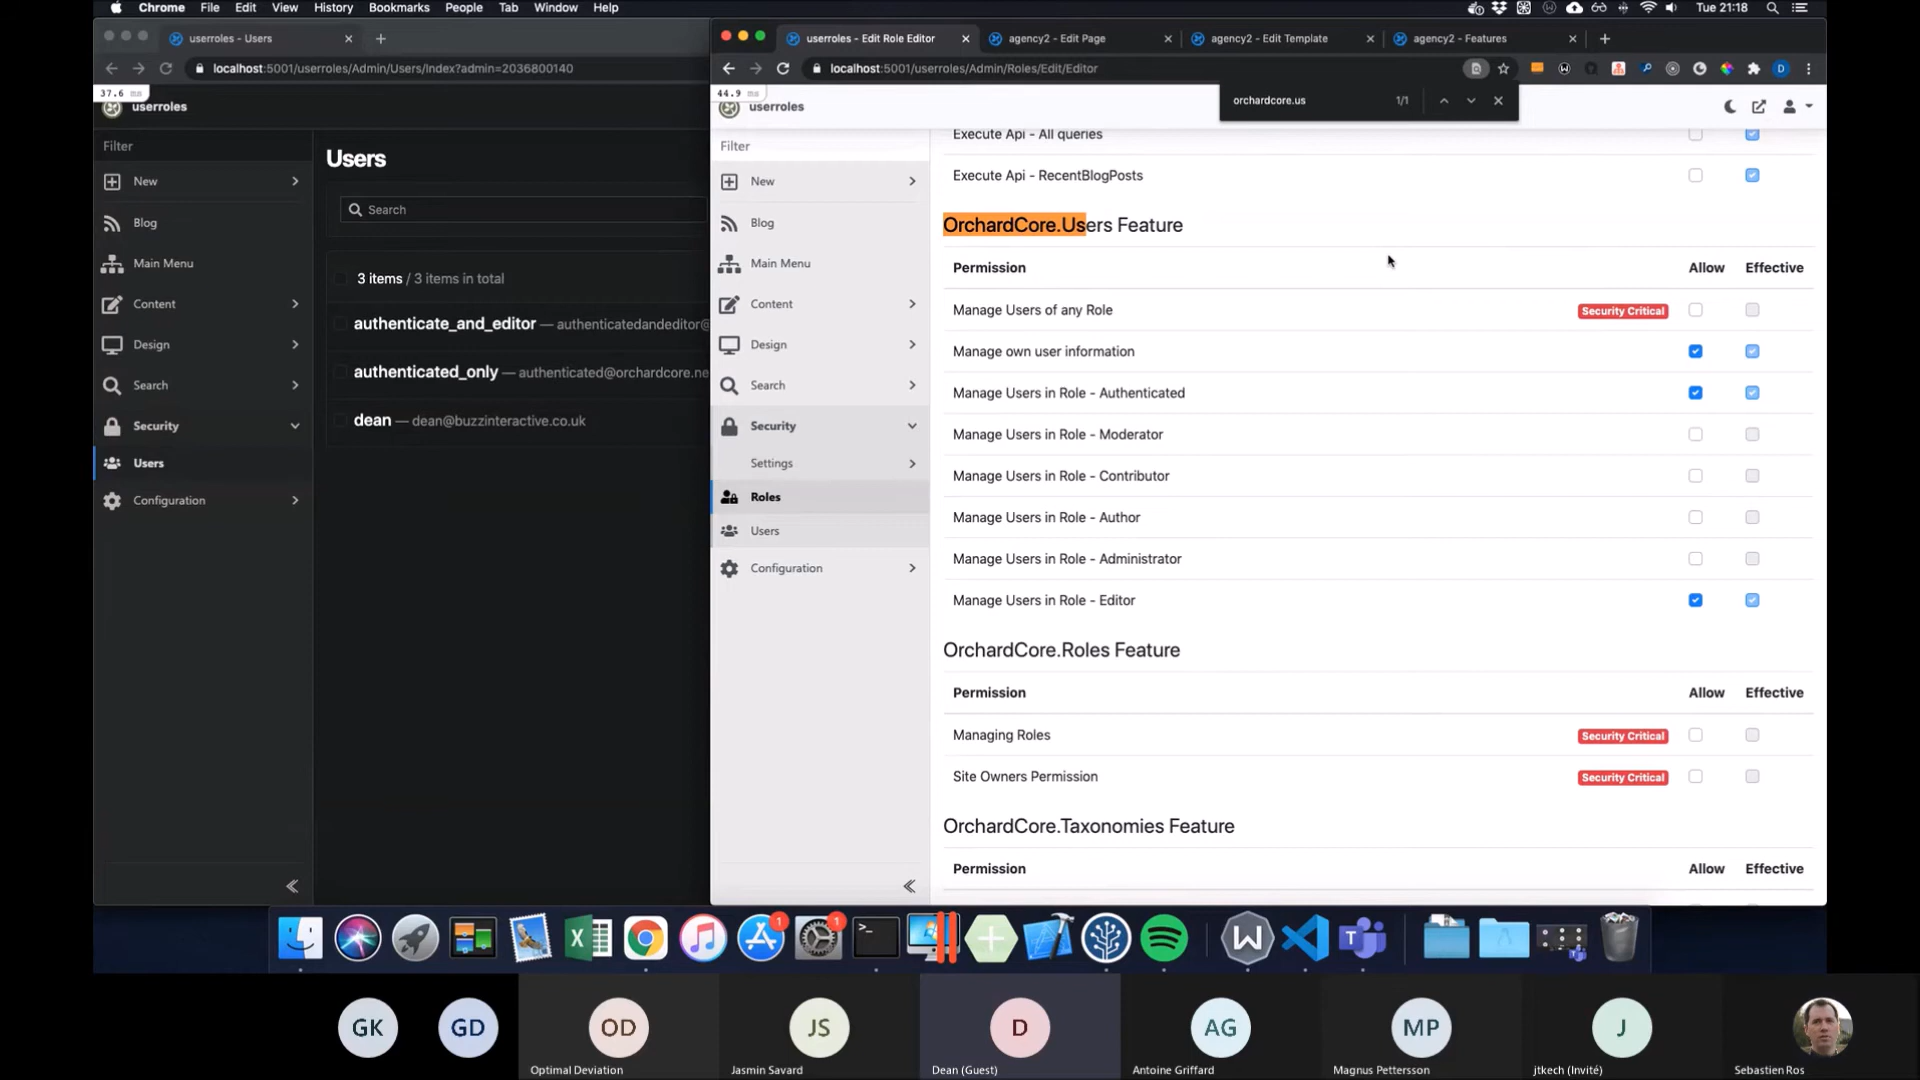 Chrome File Edit View History Bookmarks People Tab Window Help
Tue 21:18
userroles - Users
localhost:5001/userroles/Admin/Users/Index?admin=2036800140
37.6 ms
userroles
Filter
New
Blog
Main Menu
Content
Design
Search
Security
Users
Configuration
Users
Search
3 items / 3 items in total
authenticate_and_editor — authenticatedandeditor@
authenticated_only — authenticated@orchardcore.ne
dean — dean@buzzinteractive.co.uk
userroles - Edit Role Editor
agency2 - Edit Page
agency2 - Edit Template
agency2 - Features
localhost:5001/userroles/Admin/Roles/Edit/Editor
D
44.9 ms
userroles
orchardcore.us 1/1
Filter
New
Blog
Main Menu
Content
Design
Search
Security
Settings
Roles
Users
Configuration
Execute Api - All queries
Execute Api - RecentBlogPosts
OrchardCore.Users Feature
Permission Allow Effective
Manage Users of any Role Security Critical
Manage own user information
Manage Users in Role - Authenticated
Manage Users in Role - Moderator
Manage Users in Role - Contributor
Manage Users in Role - Author
Manage Users in Role - Administrator
Manage Users in Role - Editor
OrchardCore.Roles Feature
Permission Allow Effective
Managing Roles Security Critical
Site Owners Permission Security Critical
OrchardCore.Taxonomies Feature
Permission Allow Effective
1 1
GK GD OD JS D AG MP J
Optimal Deviation Jasmin Savard Dean (Guest) Antoine Griffard Magnus Pettersson jtkech (Invité) Sebastien Ros